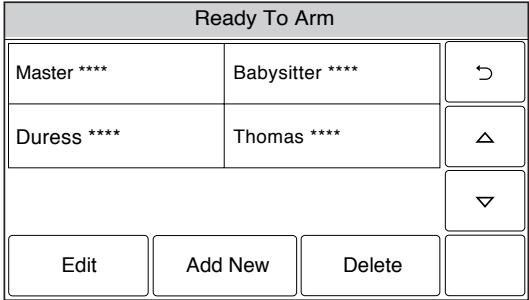 Ready To Arm
Master ****
Babysitter ****
Duress ****
Thomas ****
Edit
Add New
Delete